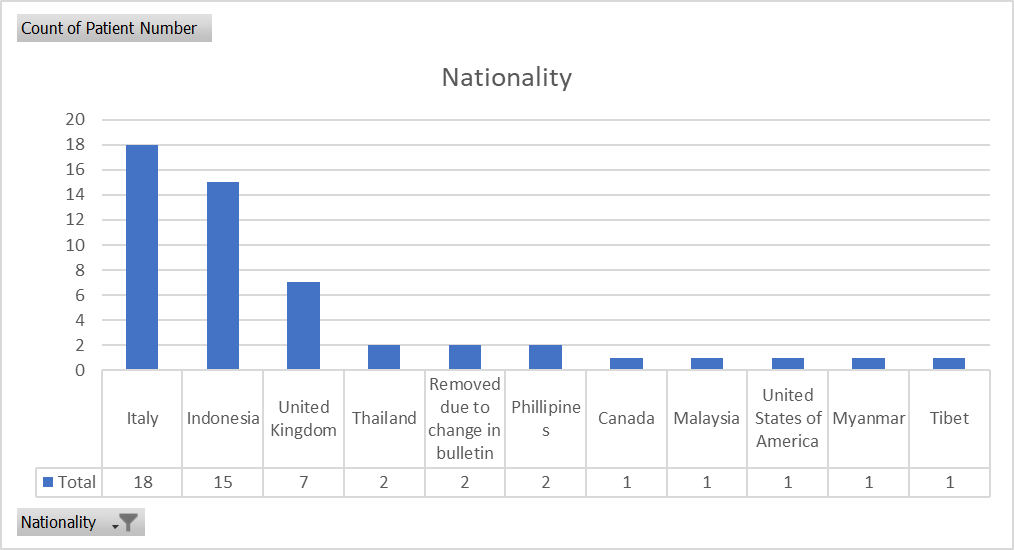 Count of Patient Number
Nationality
20
18
16
14
12
10
8
6
4
2
0
Italy
Indonesia
United
Kingdom
Thailand
Removed
due to
change in
bulletin
Phillipine
s
Canada
Malaysia
United
States of
America
Myanmar
Tibet
Total 18 15 7 2 2 2 1 1 1 1 1
Nationality